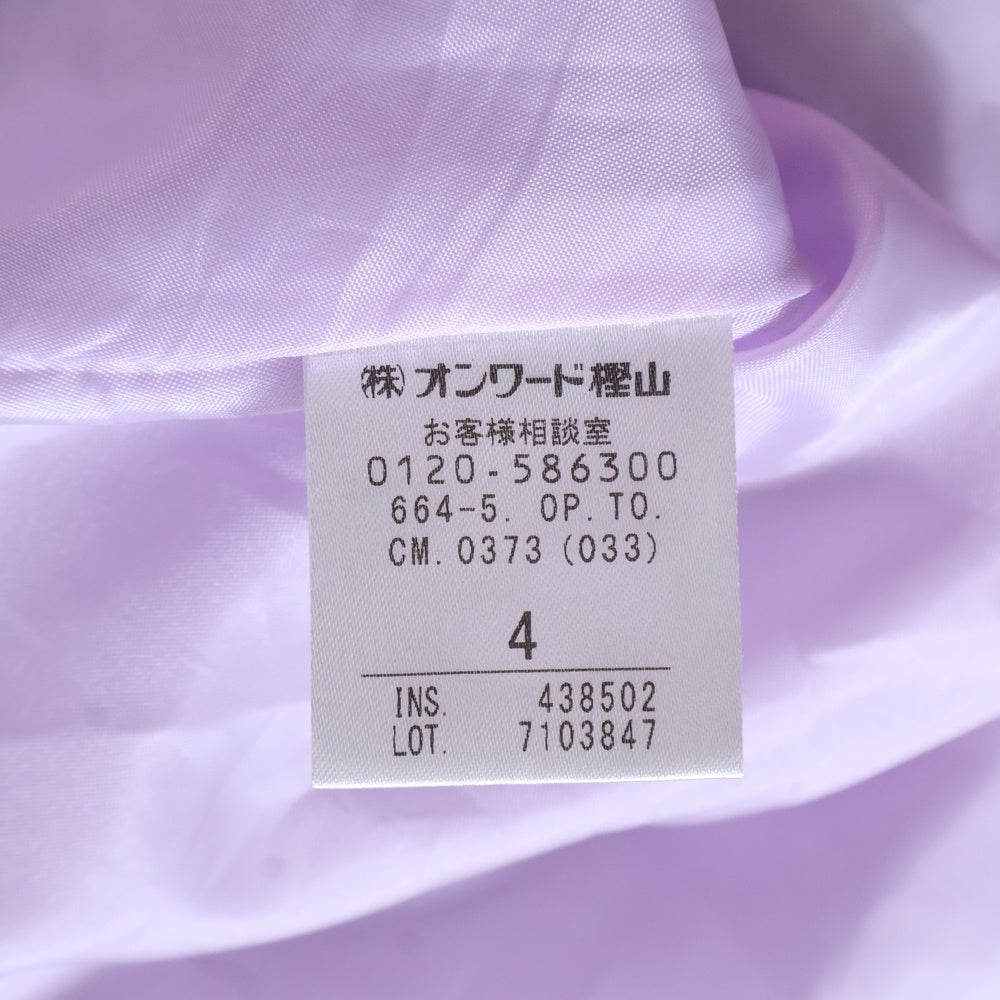 (株)オンワード樫山
お客様相談室
0120-586300
664-5. OP.TO.
CM.0373 (033)
4
INS. 438502
LOT. 7103847